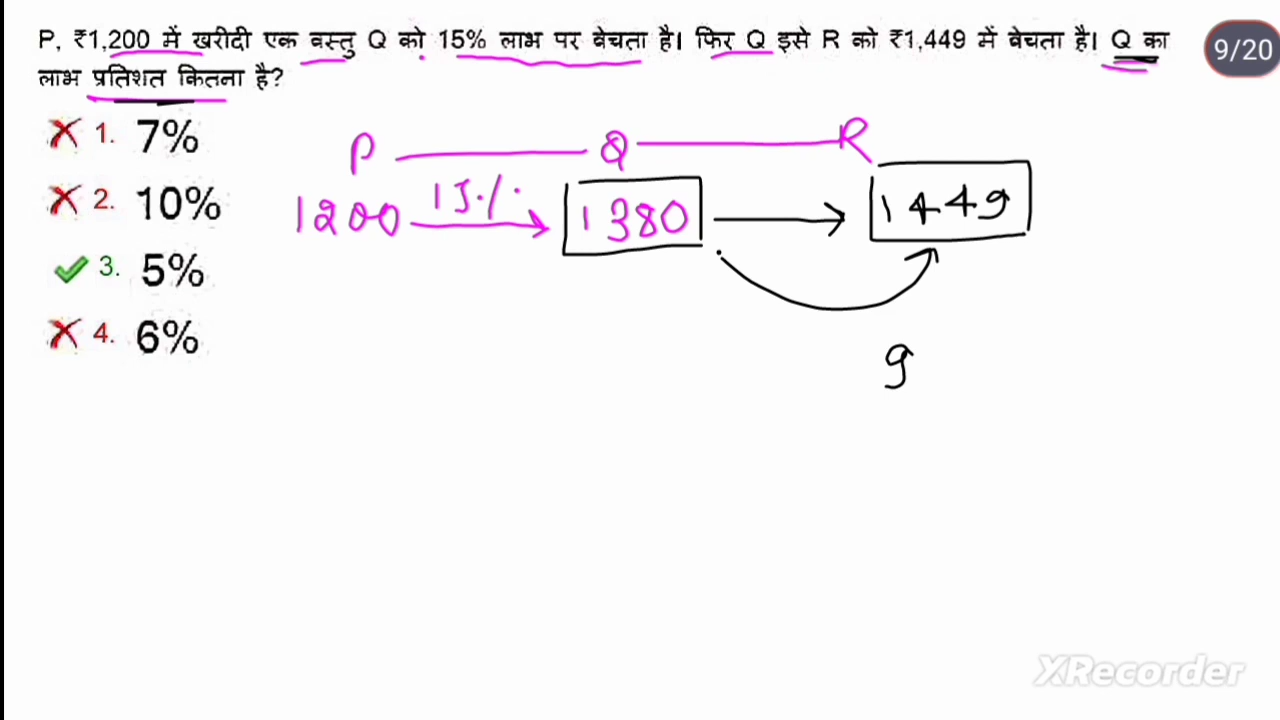 P, ₹1,200 में खरीदी एक वस्तु Q को 15% लाभ पर बेचता है। फिर Q इसे R को ₹1,449 में बेचता है। Q का
लाभ प्रतिशत कितना है?
9/20
1. 7%
2. 10%
3. 5%
4. 6%
P Q R
1200 15% 1380 1449
9
XRecorder